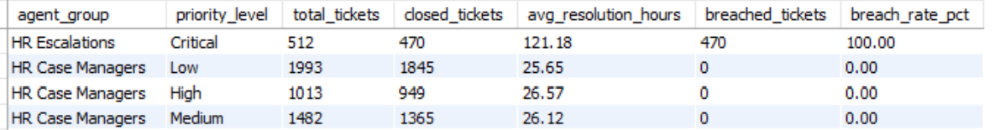 agent_group priority_level total_tickets closed_tickets avg_resolution_hours breached_tickets breach_rate_pct
HR Escalations Critical 512 470 121.18 470 100.00
HR Case Managers Low 1993 1845 25.65 0 0.00
HR Case Managers High 1013 949 26.57 0 0.00
HR Case Managers Medium 1482 1365 26.12 0 0.00